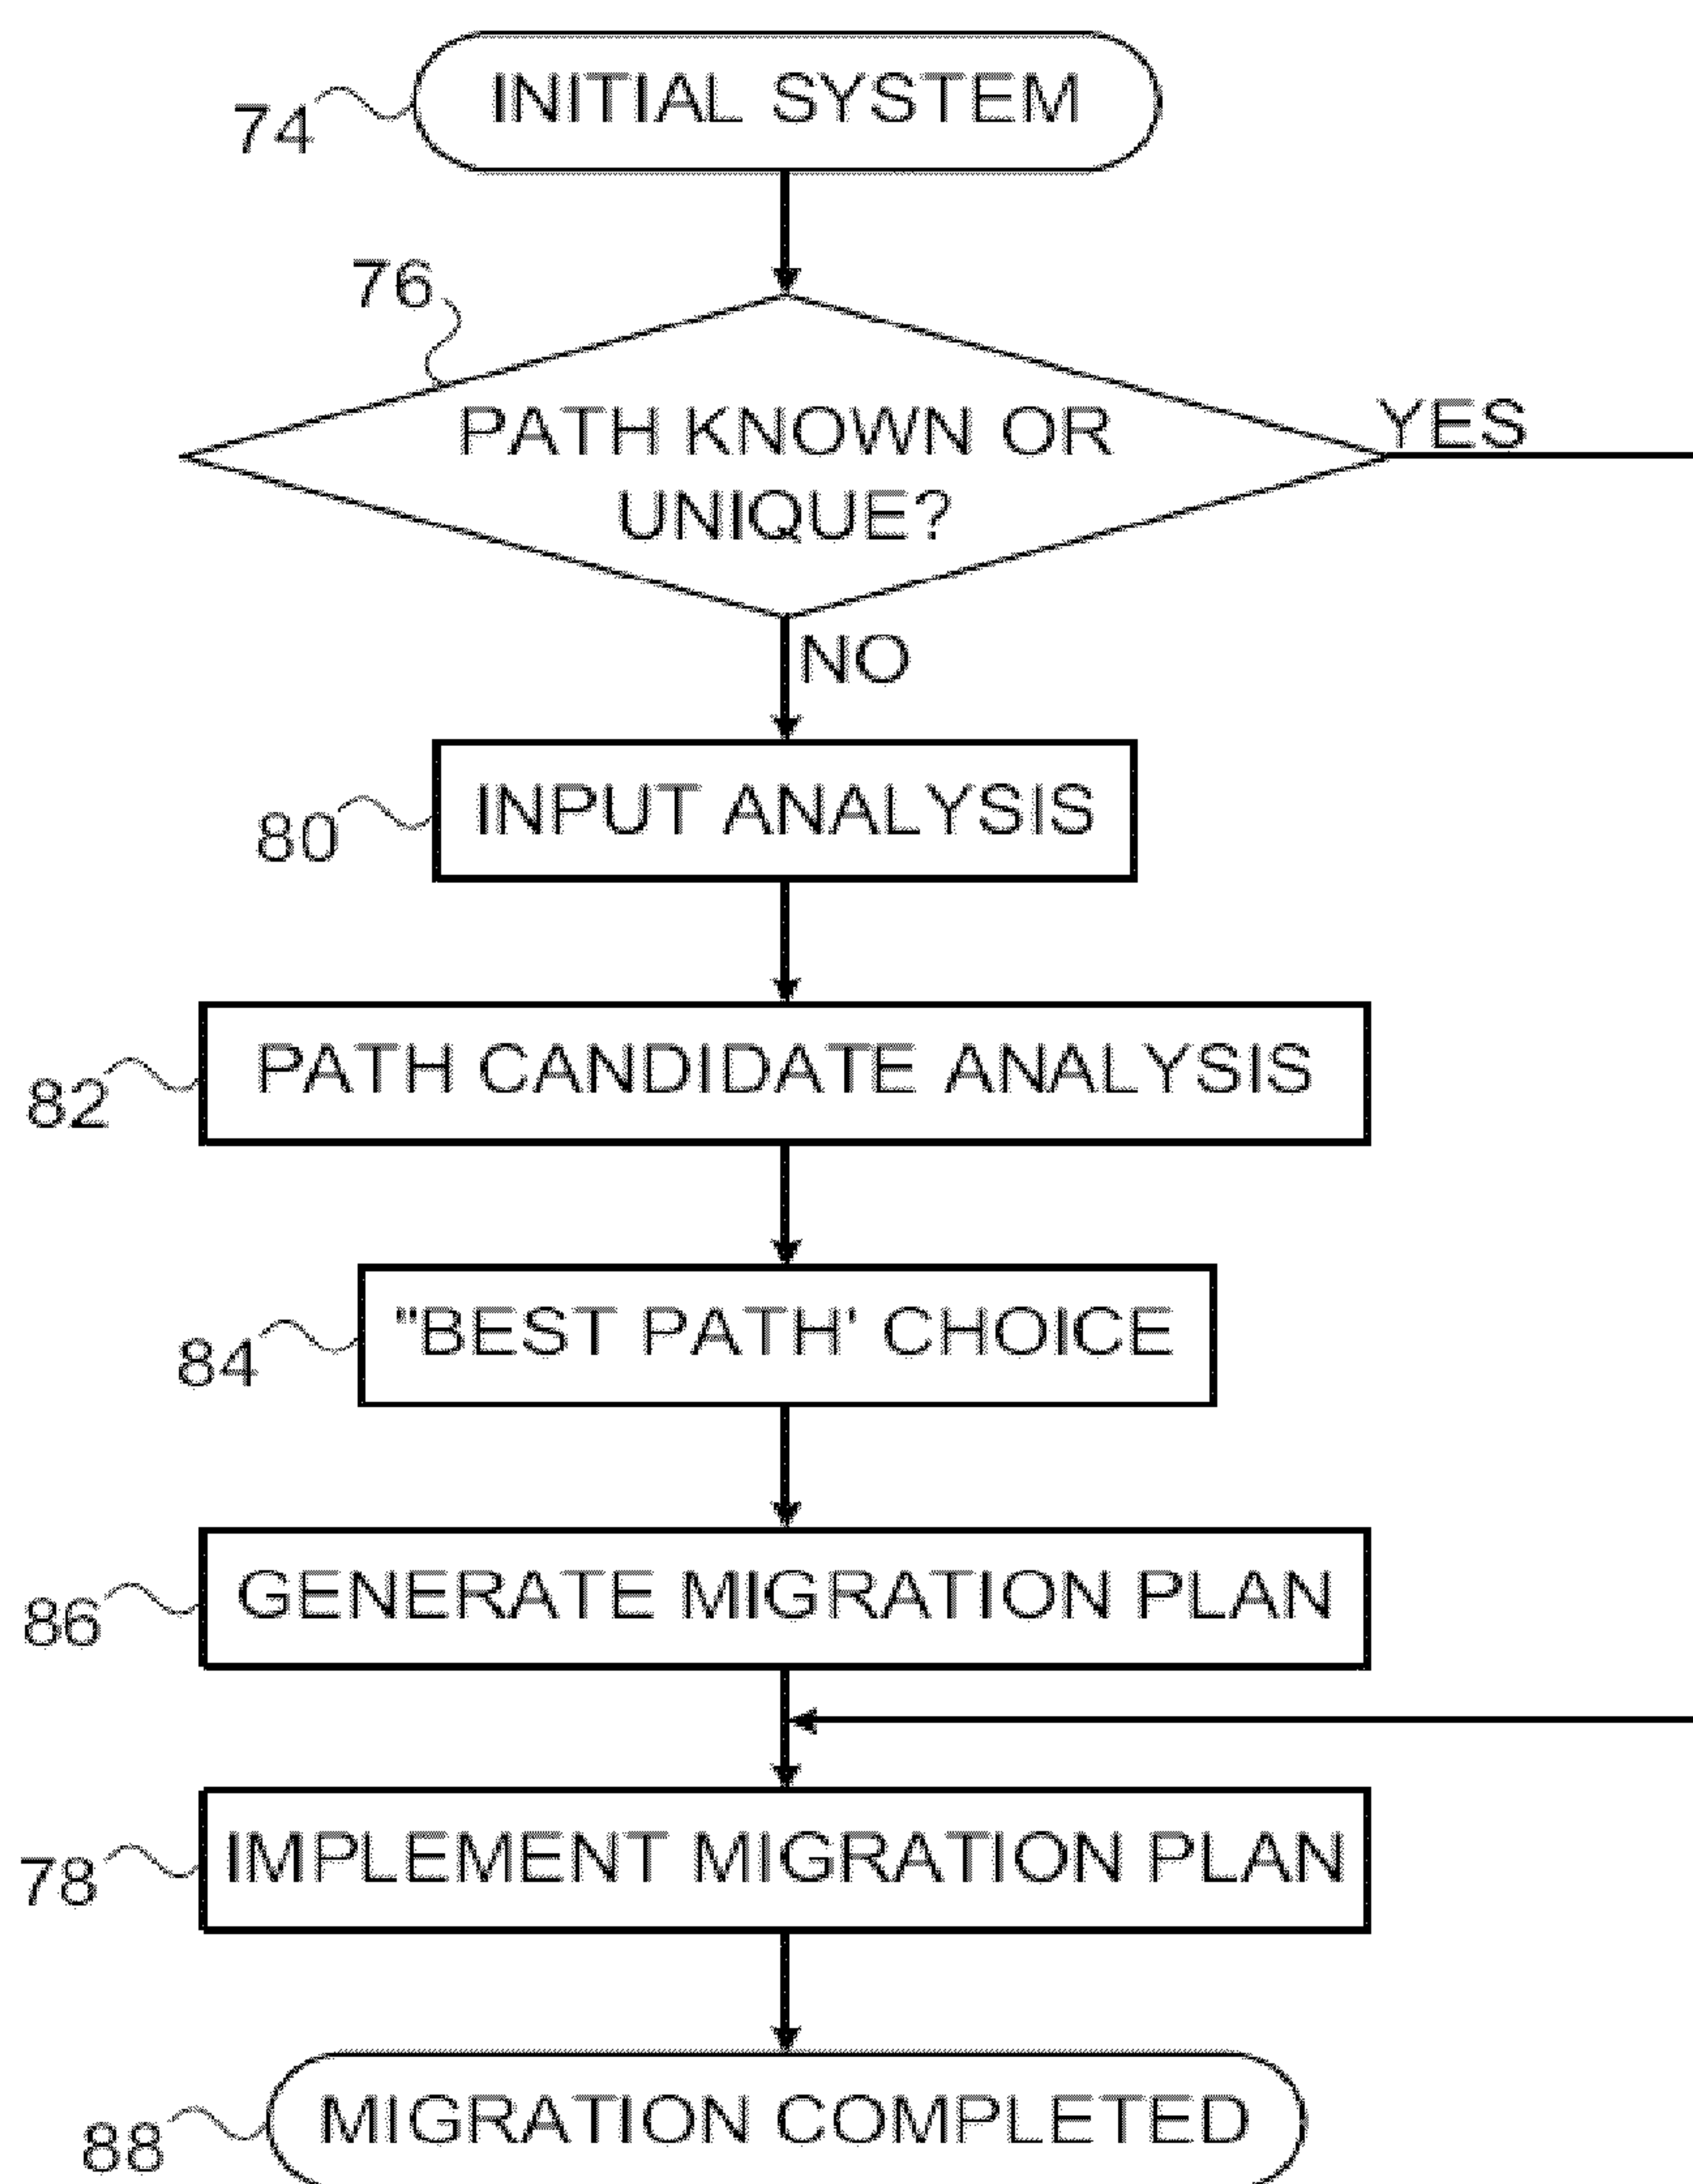 INITIAL SYSTEM
74
76
PATH KNOWN OR
UNIQUE?
YES
NO
INPUT ANALYSIS
80
PATH CANDIDATE ANALYSIS
82
"BEST PATH' CHOICE
84
GENERATE MIGRATION PLAN
86
IMPLEMENT MIGRATION PLAN
78
MIGRATION COMPLETED
88